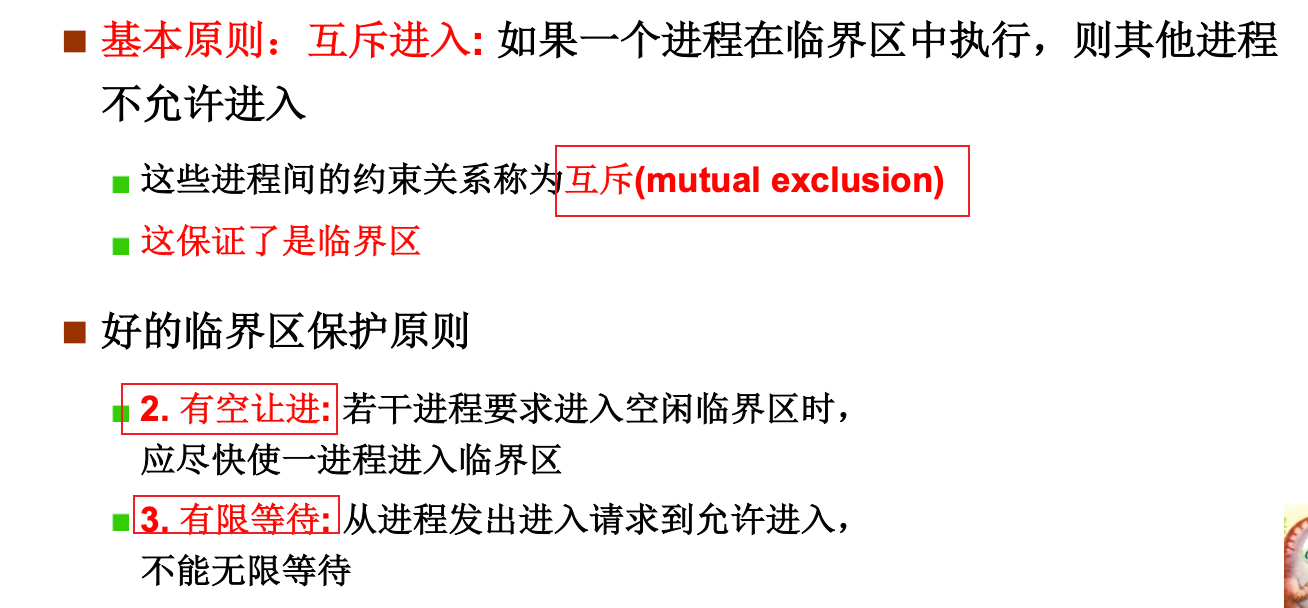 基本原则：互斥进入: 如果一个进程在临界区中执行，则其他进程
不允许进入
这些进程间的约束关系称为互斥(mutual exclusion)
这保证了是临界区
好的临界区保护原则
2. 有空让进: 若干进程要求进入空闲临界区时，
应尽快使一进程进入临界区
3. 有限等待: 从进程发出进入请求到允许进入，
不能无限等待